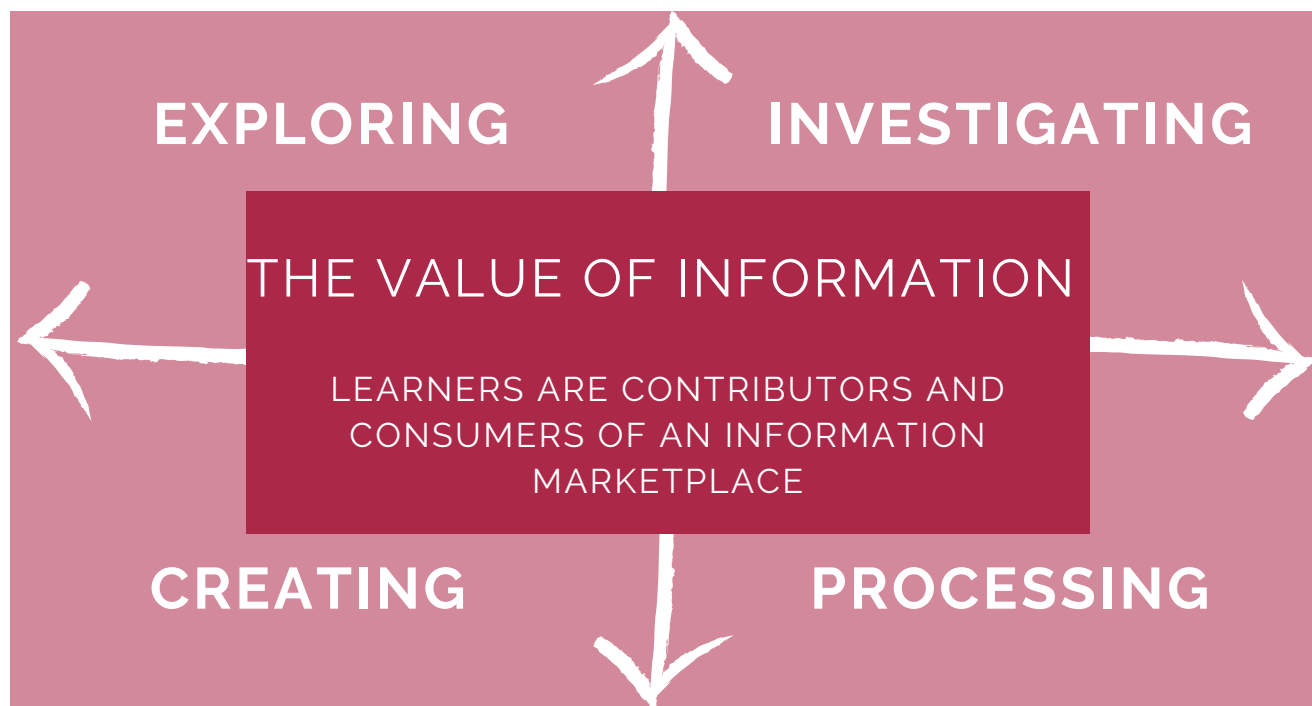 EXPLORING
INVESTIGATING
THE VALUE OF INFORMATION
LEARNERS ARE CONTRIBUTORS AND
CONSUMERS OF AN INFORMATION
MARKETPLACE
CREATING
PROCESSING